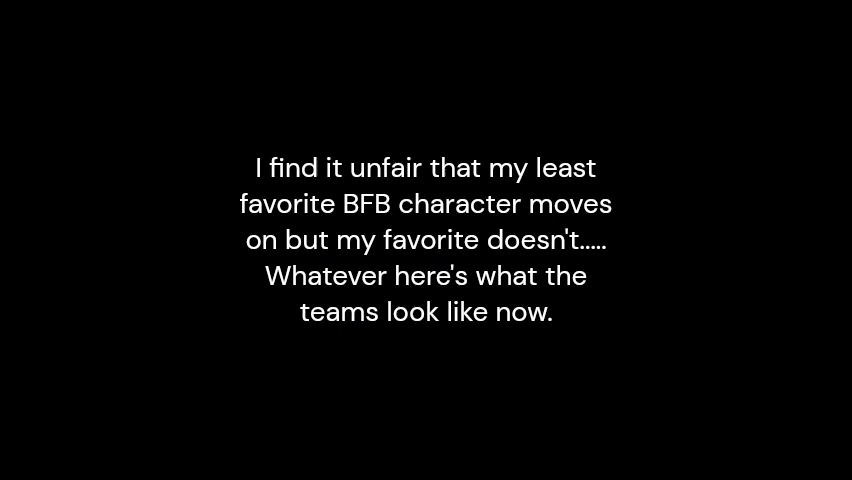 I find it unfair that my least
favorite BFB character moves
on but my favorite doesn't.....
Whatever here's what the
teams look like now.